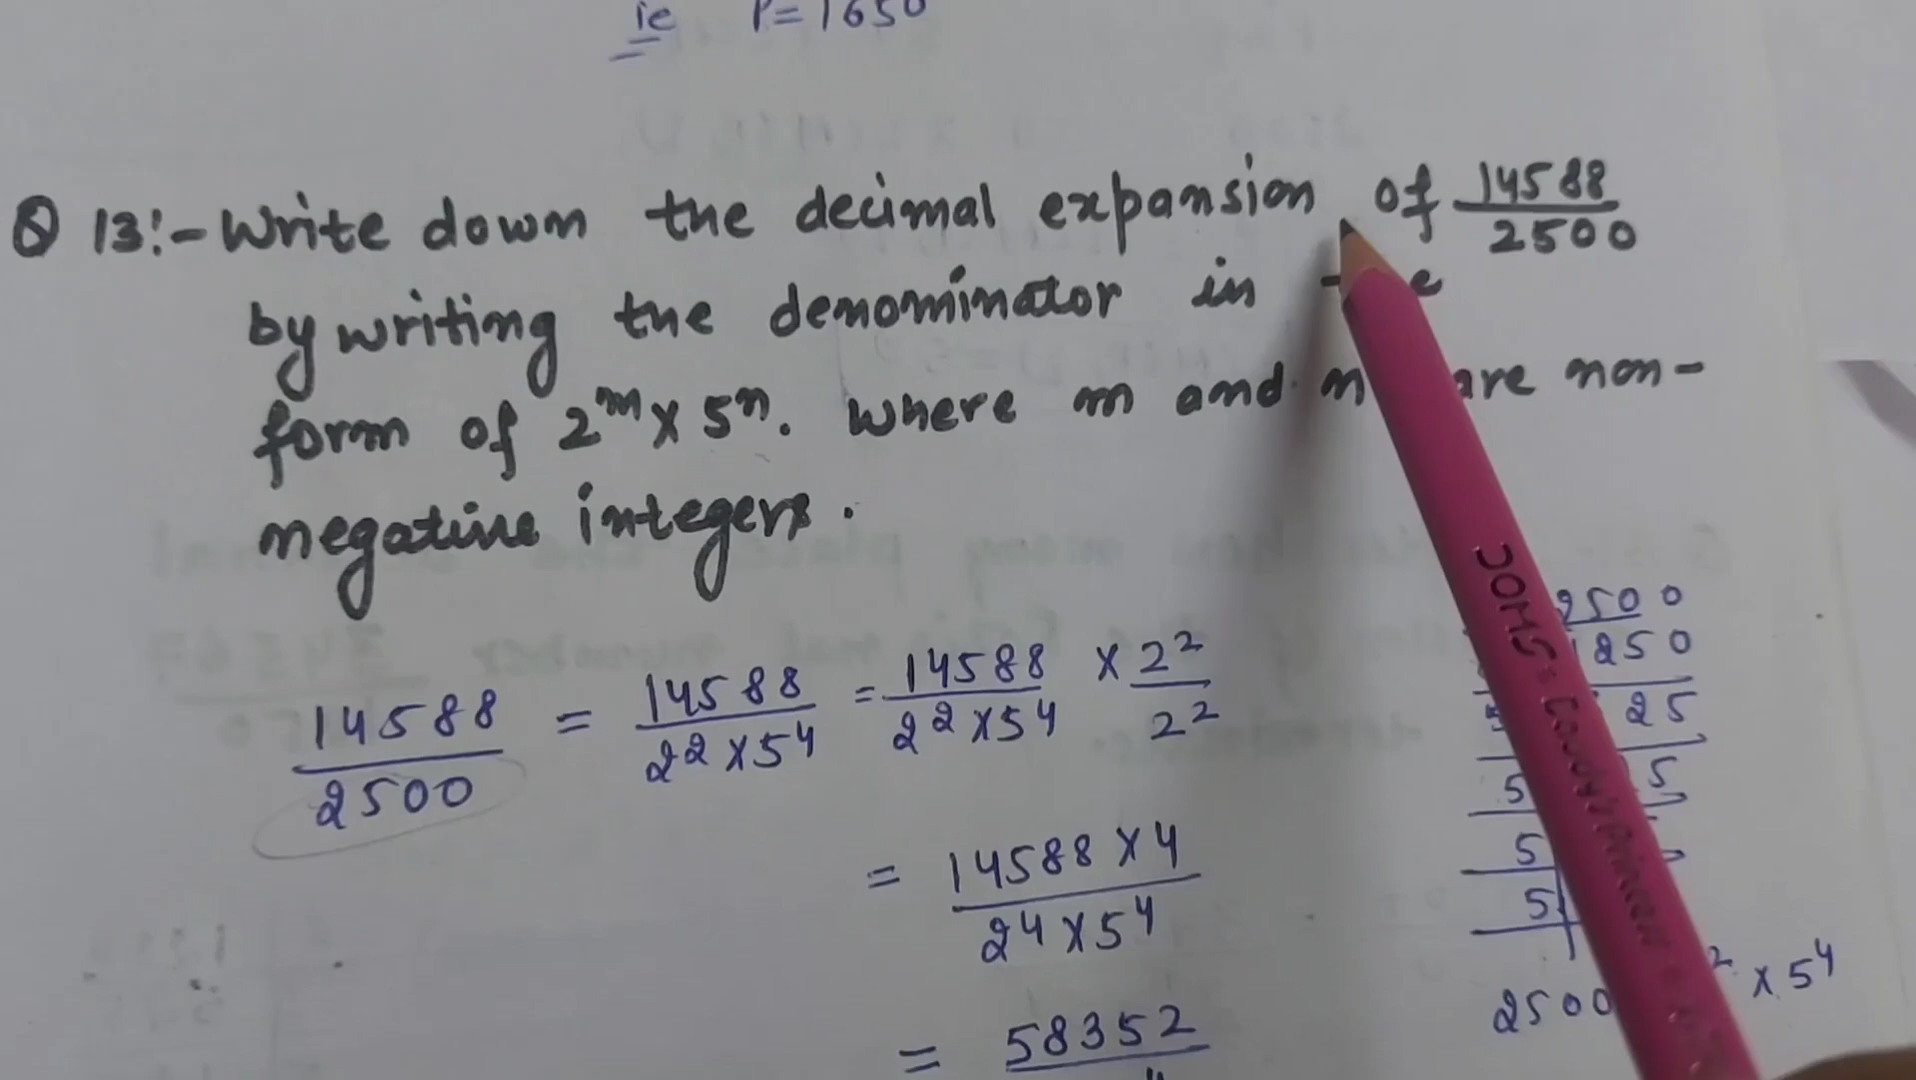 ie P=1650
Q 13:- Write down the decimal expansion of 14588/2500
by writing the denominator in
form of 2^m x 5^n. Where m and n are non-
negative integers.
14588/2500 = 14588/2^2 x 5^4 = 14588/2^2 x 5^4 x 2^2/2^2
= 14588 x 4/2^4 x 5^4
= 58352
2500
1250
25
5 5
5
5
2500 2 x 5^4
DOMS